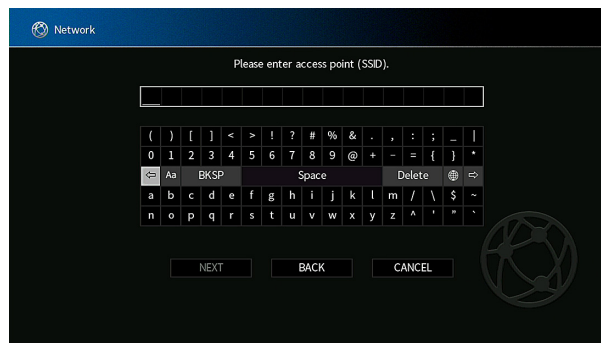 Network
Please enter access point (SSID).
( ) [ ] < > ! ? # % & . , : ; _ |
0 1 2 3 4 5 6 7 8 9 @ + - = { } *
⇦ Aa BKSP Space Delete 🌐 ⇨
a b c d e f g h i j k l m / \ $ ~
n o p q r s t u v w x y z ^ ' " `
NEXT BACK CANCEL